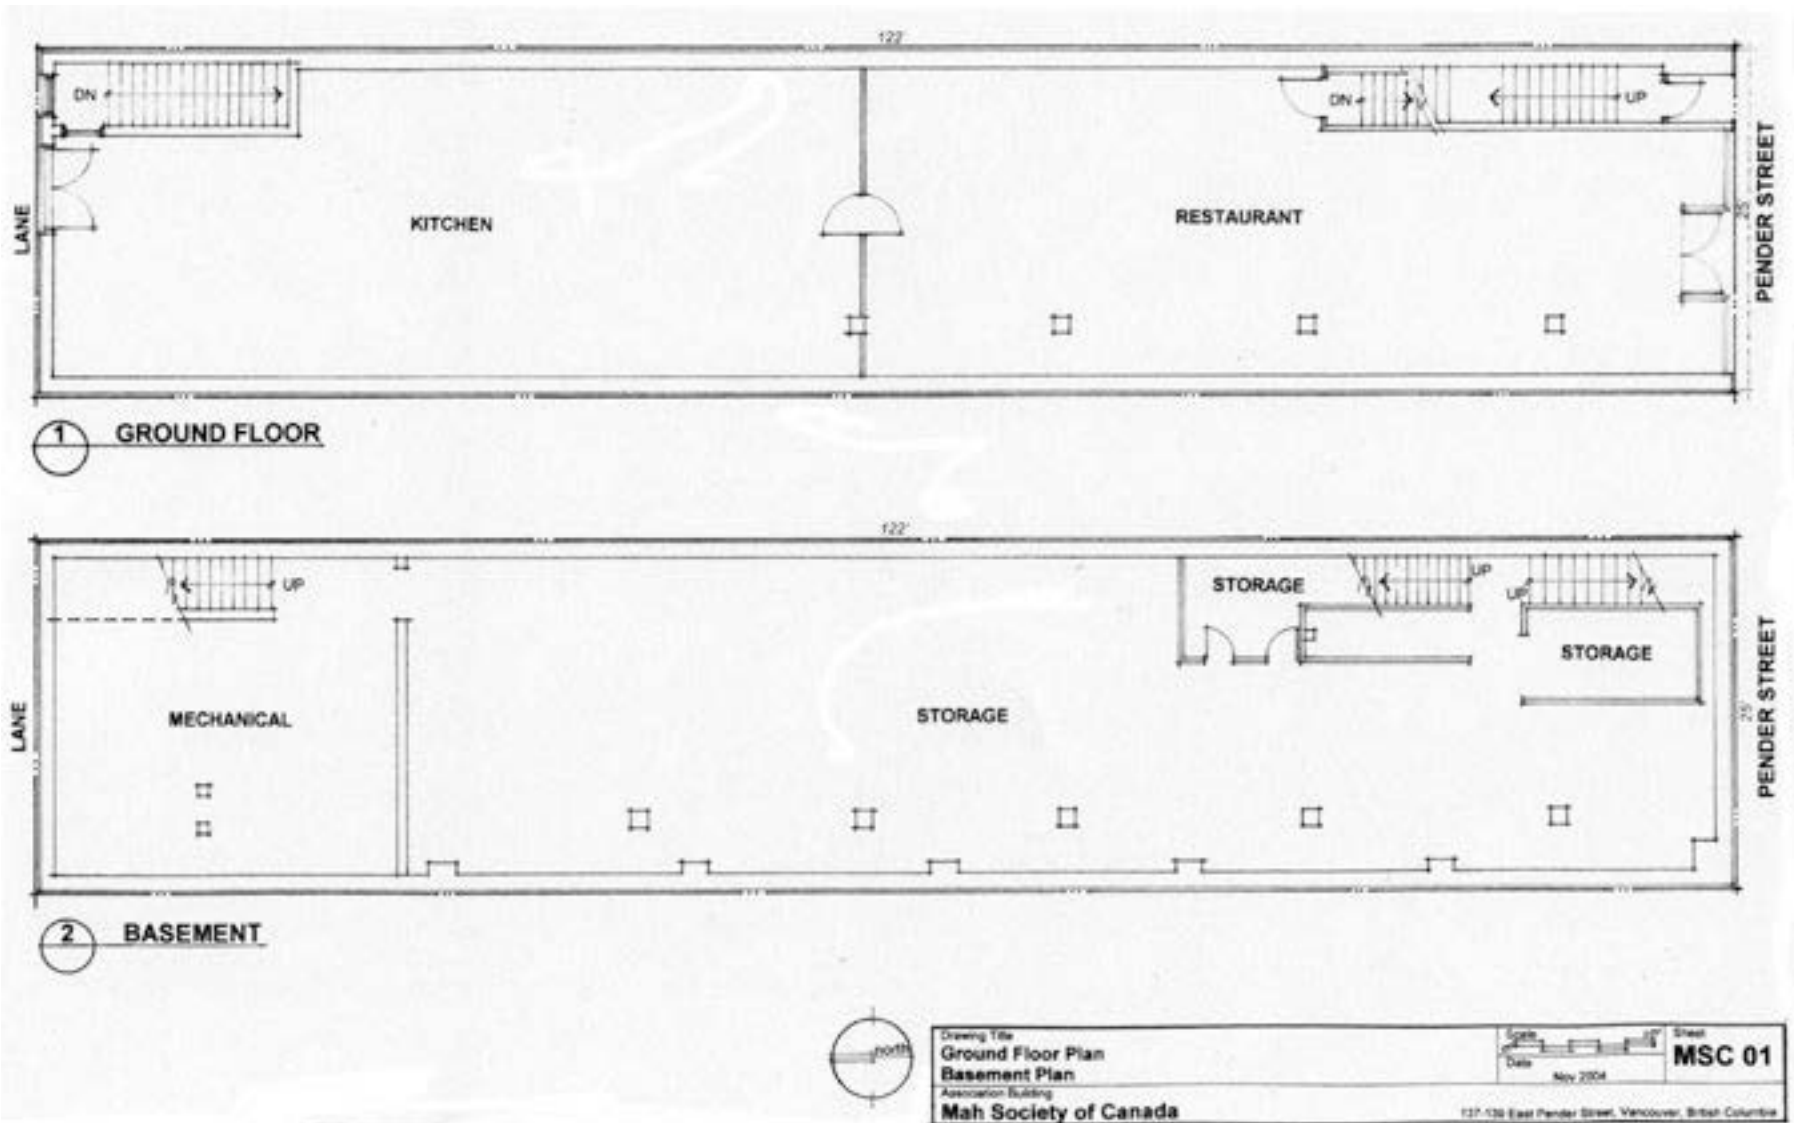 122'
DN
DN
UP
LANE
KITCHEN
RESTAURANT
25'
PENDER STREET
1 GROUND FLOOR
122'
UP
STORAGE
UP
UP
STORAGE
LANE
MECHANICAL
STORAGE
25'
PENDER STREET
2 BASEMENT
north
Drawing Title
Ground Floor Plan
Basement Plan
Scale
Date
Nov 2004
Sheet
MSC 01
Association Building
Mah Society of Canada
137-139 East Pender Street, Vancouver, British Columbia